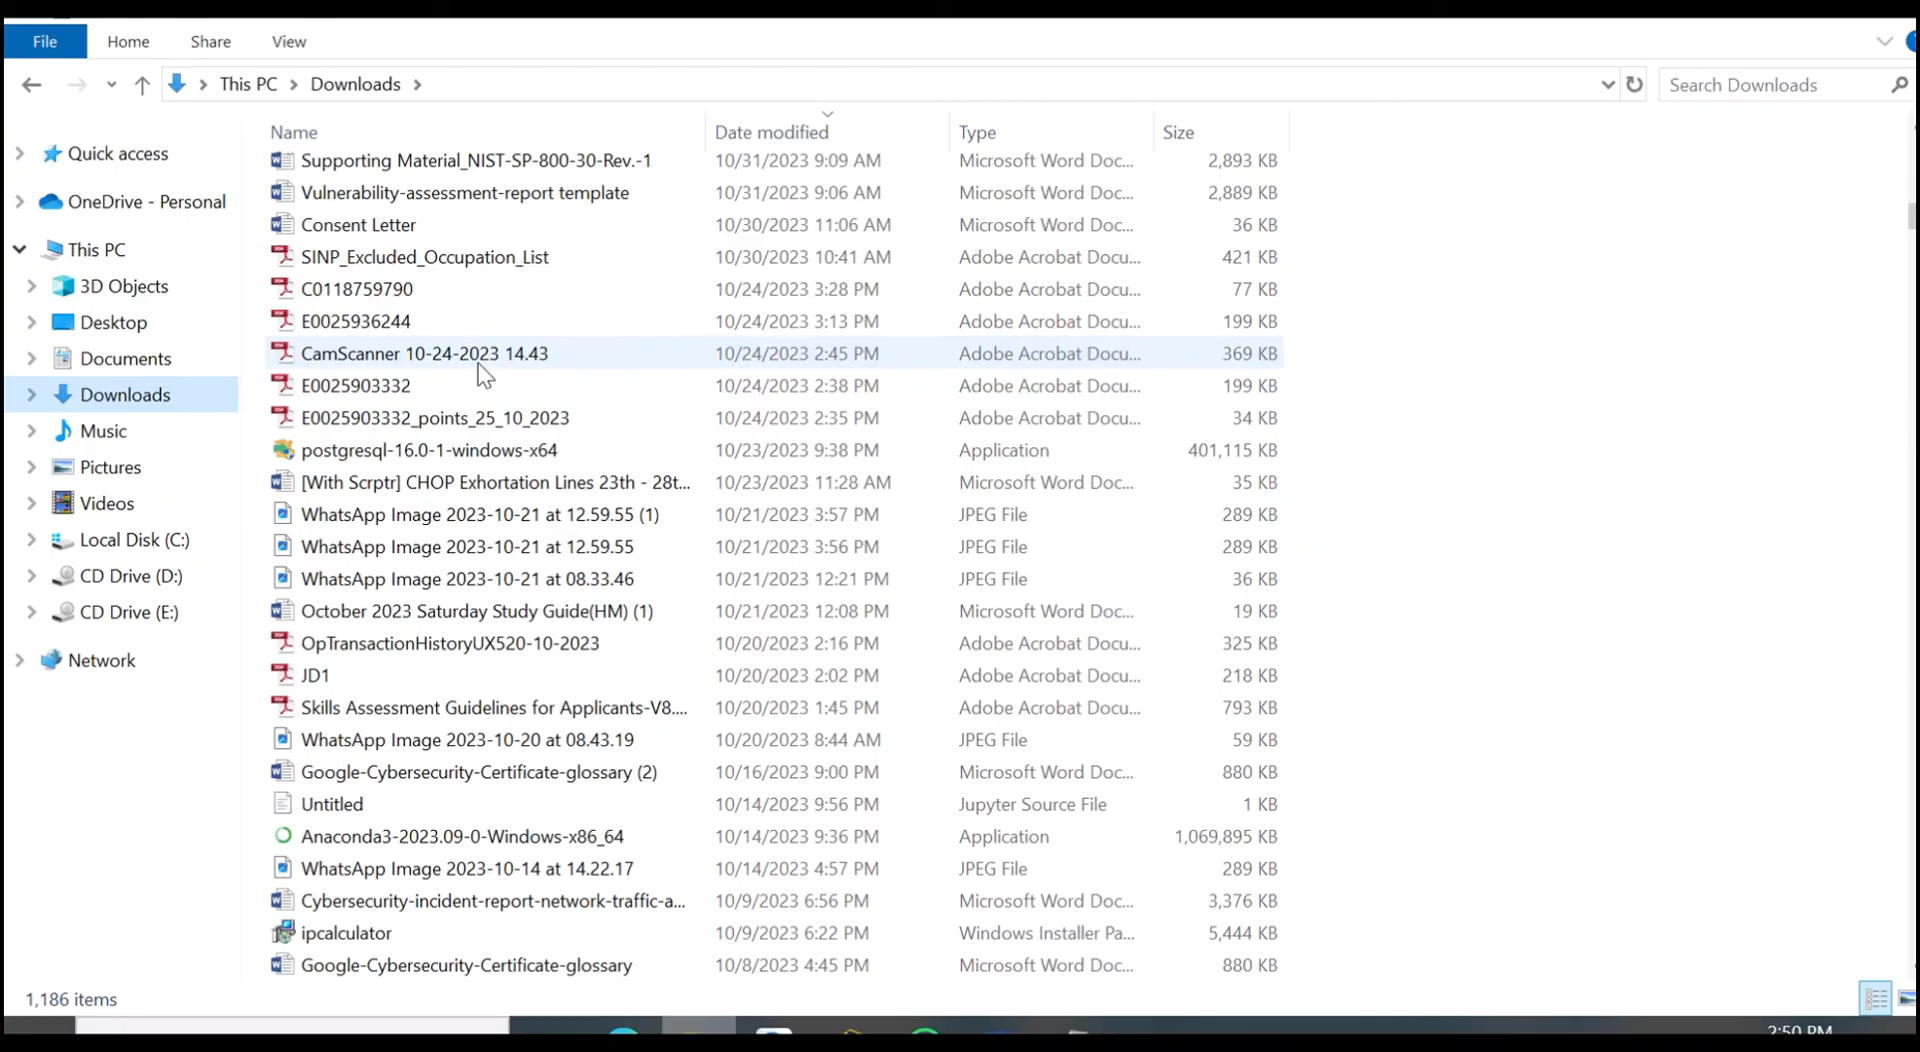 File Home Share View
This PC Downloads Search Downloads
Name Date modified Type Size
Quick access
OneDrive - Personal
This PC
3D Objects
Desktop
Documents
Downloads
Music
Pictures
Videos
Local Disk (C:)
CD Drive (D:)
CD Drive (E:)
Network
Supporting Material_NIST-SP-800-30-Rev.-1 10/31/2023 9:09 AM Microsoft Word Doc... 2,893 KB
Vulnerability-assessment-report template 10/31/2023 9:06 AM Microsoft Word Doc... 2,889 KB
Consent Letter 10/30/2023 11:06 AM Microsoft Word Doc... 36 KB
SINP_Excluded_Occupation_List 10/30/2023 10:41 AM Adobe Acrobat Docu... 421 KB
C0118759790 10/24/2023 3:28 PM Adobe Acrobat Docu... 77 KB
E0025936244 10/24/2023 3:13 PM Adobe Acrobat Docu... 199 KB
CamScanner 10-24-2023 14.43 10/24/2023 2:45 PM Adobe Acrobat Docu... 369 KB
E0025903332 10/24/2023 2:38 PM Adobe Acrobat Docu... 199 KB
E0025903332_points_25_10_2023 10/24/2023 2:35 PM Adobe Acrobat Docu... 34 KB
postgresql-16.0-1-windows-x64 10/23/2023 9:38 PM Application 401,115 KB
[With Scrptr] CHOP Exhortation Lines 23th - 28t... 10/23/2023 11:28 AM Microsoft Word Doc... 35 KB
WhatsApp Image 2023-10-21 at 12.59.55 (1) 10/21/2023 3:57 PM JPEG File 289 KB
WhatsApp Image 2023-10-21 at 12.59.55 10/21/2023 3:56 PM JPEG File 289 KB
WhatsApp Image 2023-10-21 at 08.33.46 10/21/2023 12:21 PM JPEG File 36 KB
October 2023 Saturday Study Guide(HM) (1) 10/21/2023 12:08 PM Microsoft Word Doc... 19 KB
OpTransactionHistoryUX520-10-2023 10/20/2023 2:16 PM Adobe Acrobat Docu... 325 KB
JD1 10/20/2023 2:02 PM Adobe Acrobat Docu... 218 KB
Skills Assessment Guidelines for Applicants-V8.... 10/20/2023 1:45 PM Adobe Acrobat Docu... 793 KB
WhatsApp Image 2023-10-20 at 08.43.19 10/20/2023 8:44 AM JPEG File 59 KB
Google-Cybersecurity-Certificate-glossary (2) 10/16/2023 9:00 PM Microsoft Word Doc... 880 KB
Untitled 10/14/2023 9:56 PM Jupyter Source File 1 KB
Anaconda3-2023.09-0-Windows-x86_64 10/14/2023 9:36 PM Application 1,069,895 KB
WhatsApp Image 2023-10-14 at 14.22.17 10/14/2023 4:57 PM JPEG File 289 KB
Cybersecurity-incident-report-network-traffic-a... 10/9/2023 6:56 PM Microsoft Word Doc... 3,376 KB
ipcalculator 10/9/2023 6:22 PM Windows Installer Pa... 5,444 KB
Google-Cybersecurity-Certificate-glossary 10/8/2023 4:45 PM Microsoft Word Doc... 880 KB
1,186 items
2:50 PM